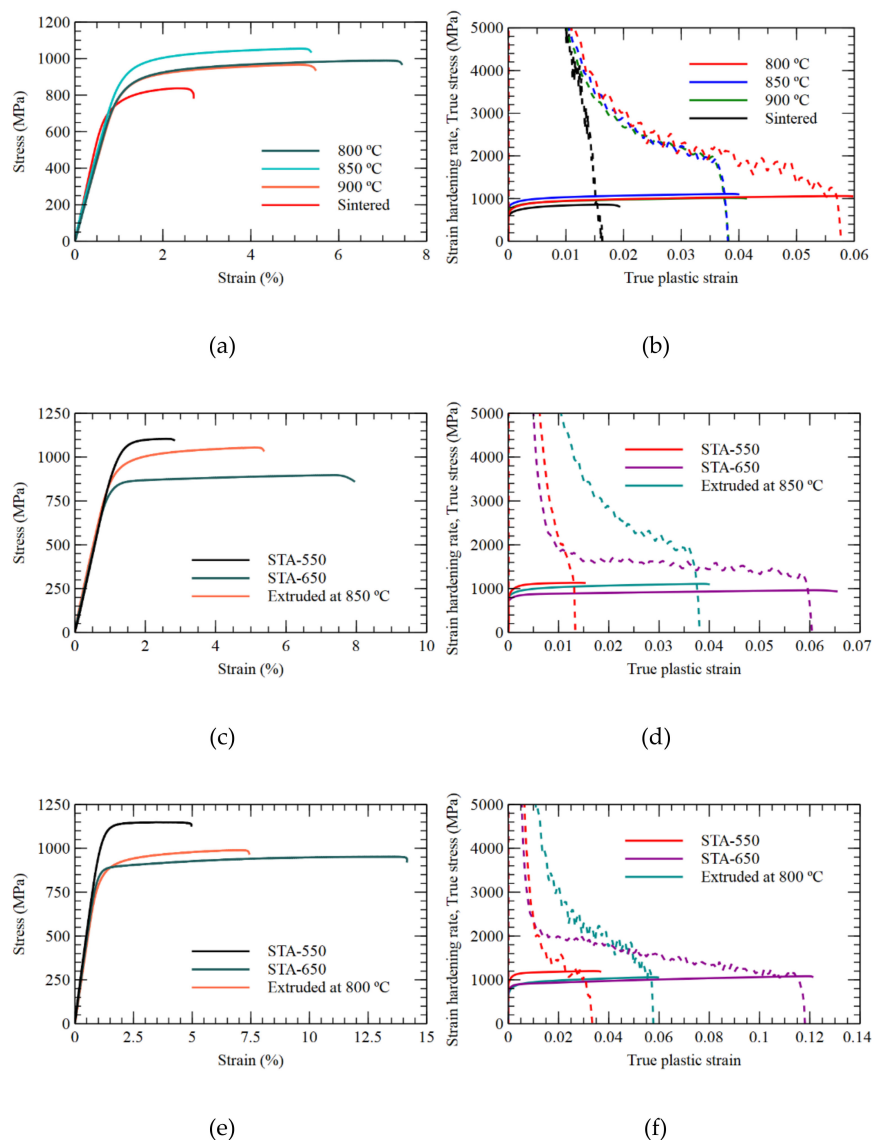 Stress (MPa)
1200
1000
800
600
400
200
0
0
2
4
6
8
Strain (%)
800 ºC
850 ºC
900 ºC
Sintered
(a)
Strain hardening rate, True stress (MPa)
5000
4000
3000
2000
1000
0
0
0.01
0.02
0.03
0.04
0.05
0.06
True plastic strain
800 ºC
850 ºC
900 ºC
Sintered
(b)
Stress (MPa)
1250
1000
750
500
250
0
0
2
4
6
8
10
Strain (%)
STA-550
STA-650
Extruded at 850 ºC
(c)
Strain hardening rate, True stress (MPa)
5000
4000
3000
2000
1000
0
0
0.01
0.02
0.03
0.04
0.05
0.06
0.07
True plastic strain
STA-550
STA-650
Extruded at 850 ºC
(d)
Stress (MPa)
1250
1000
750
500
250
0
0
2.5
5
7.5
10
12.5
15
Strain (%)
STA-550
STA-650
Extruded at 800 ºC
(e)
Strain hardening rate, True stress (MPa)
5000
4000
3000
2000
1000
0
0
0.02
0.04
0.06
0.08
0.1
0.12
0.14
True plastic strain
STA-550
STA-650
Extruded at 800 ºC
(f)